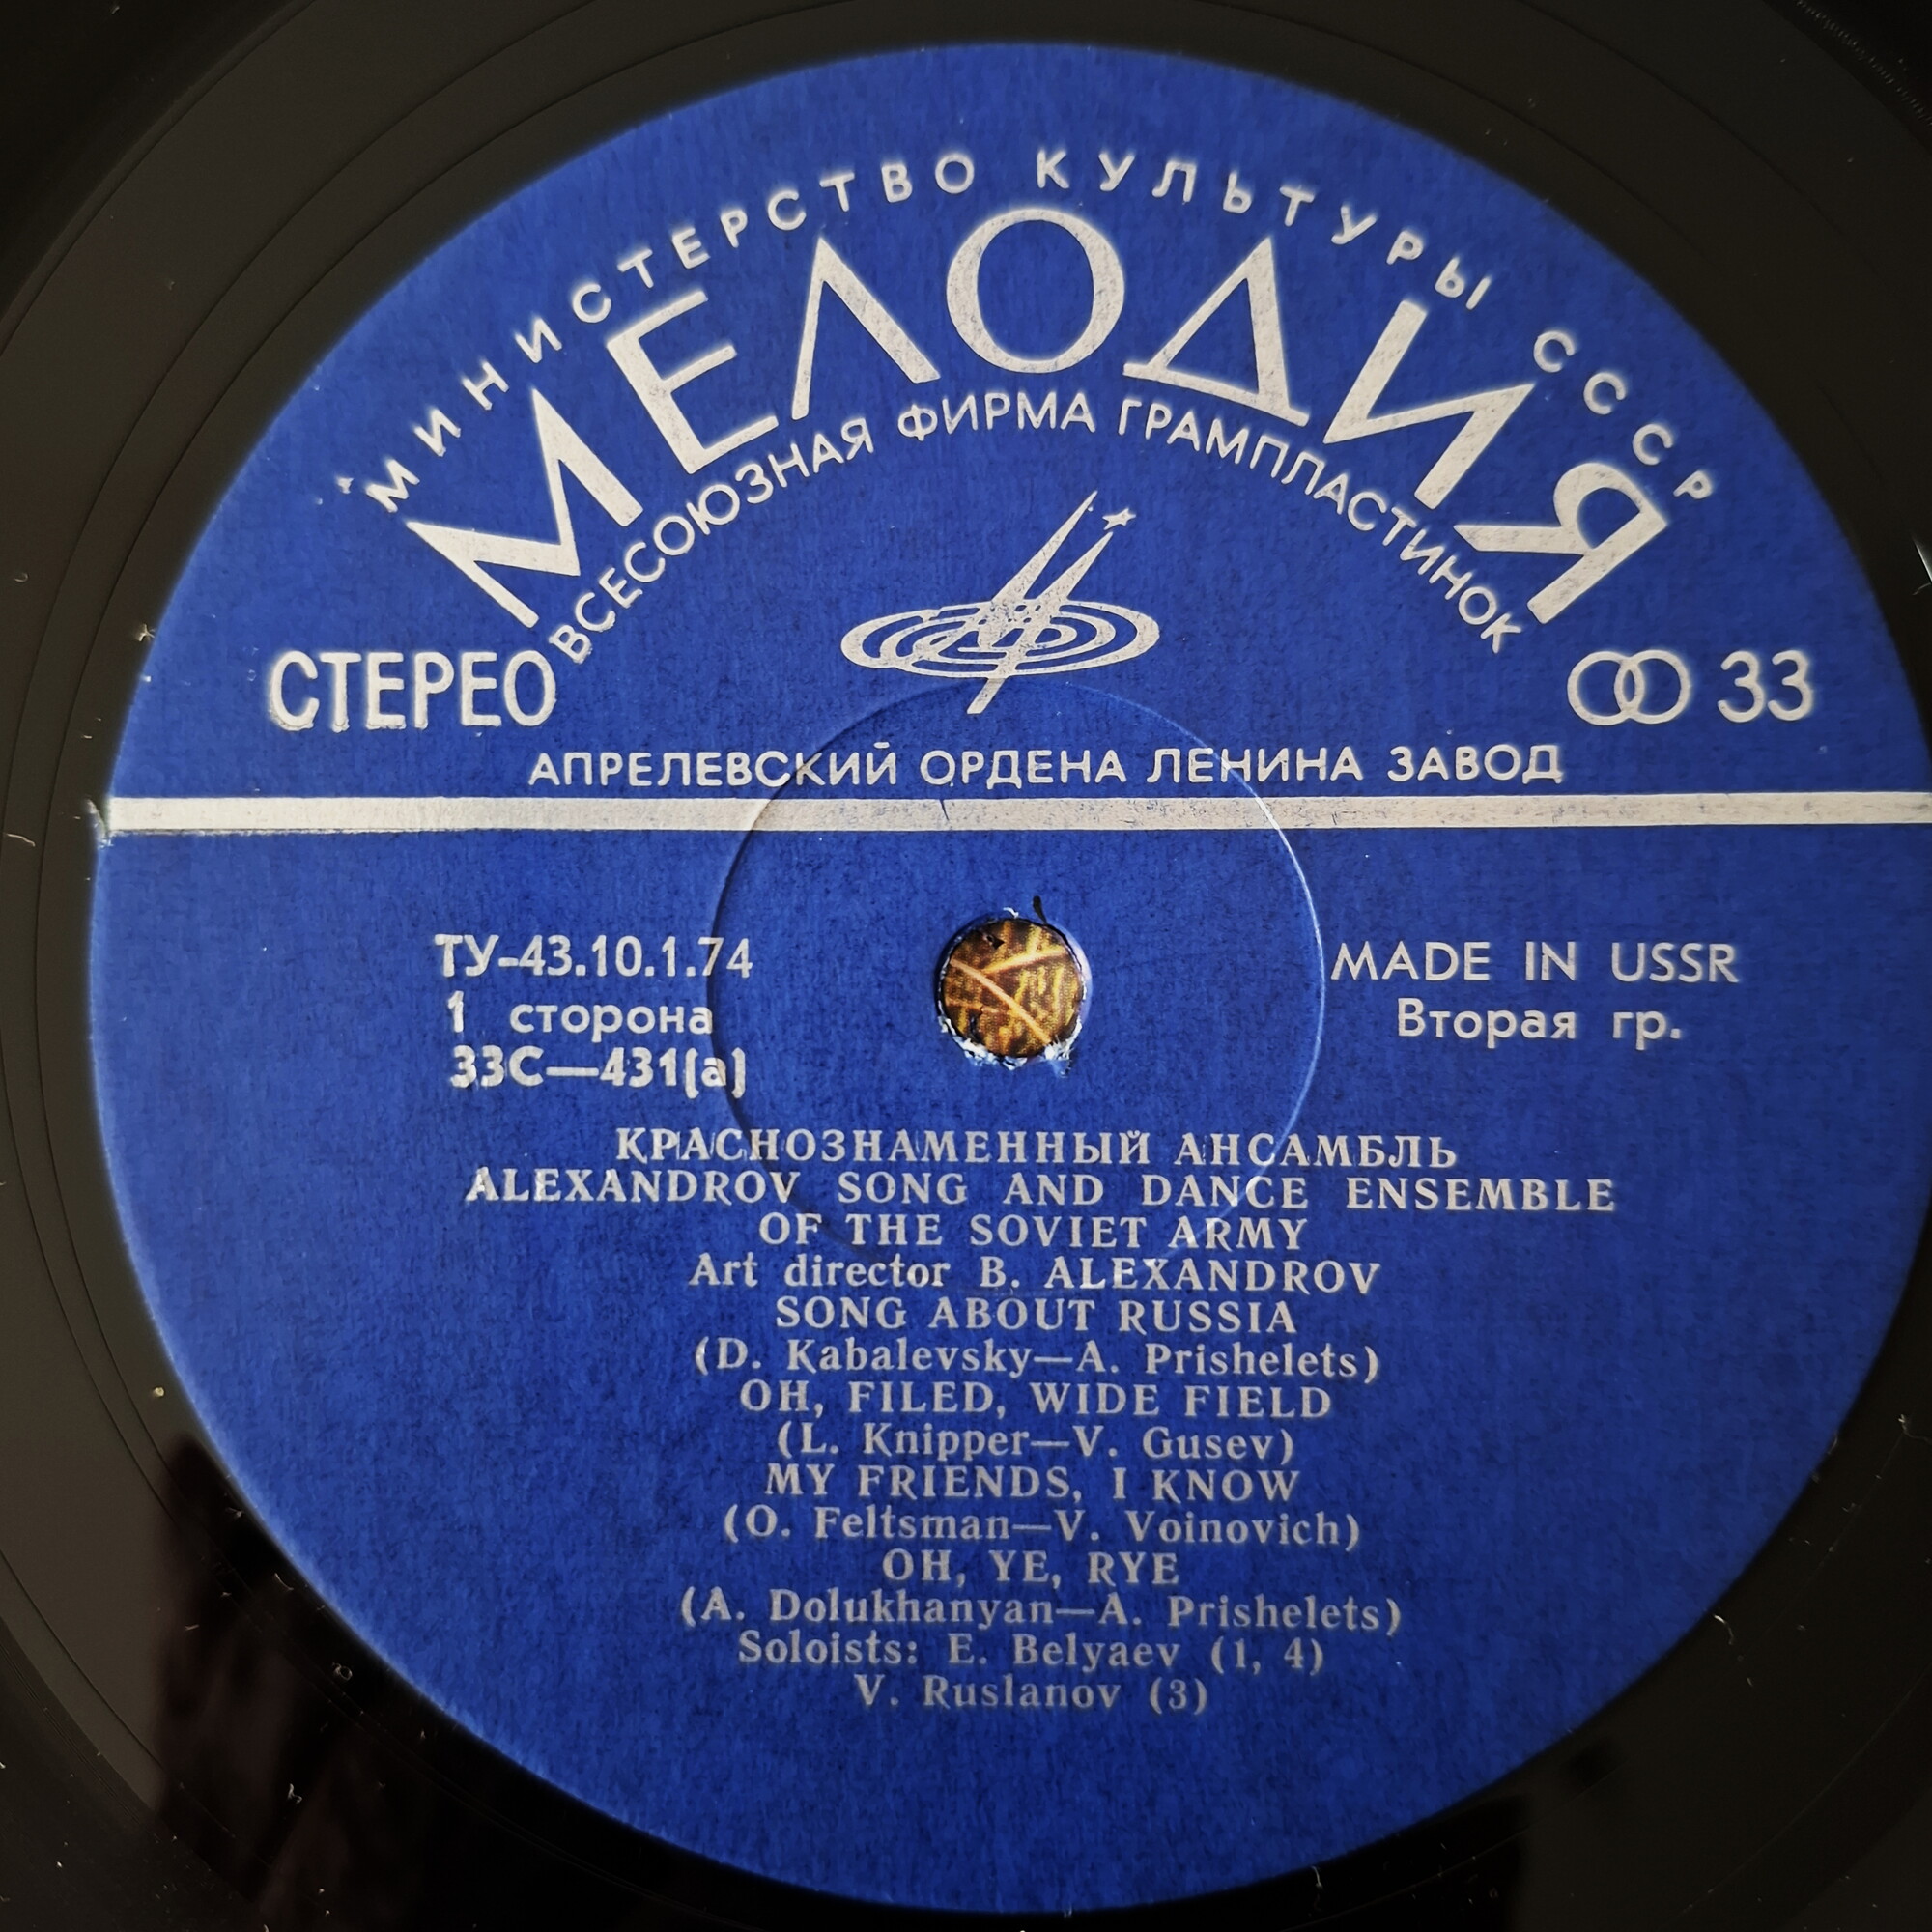 МИНИСТЕРСТВО КУЛЬТУРЫ СССР
МЕЛОДИЯ
ВСЕСОЮЗНАЯ ФИРМА ГРАМПЛАСТИНОК
СТЕРЕО
33
АПРЕЛЕВСКИЙ ОРДЕНА ЛЕНИНА ЗАВОД
ТУ-43.10.1.74
1 сторона
33С—431(а)
MADE IN USSR
Вторая гр.
КРАСНОЗНАМЕННЫЙ АНСАМБЛЬ
ALEXANDROV SONG AND DANCE ENSEMBLE
OF THE SOVIET ARMY
Art director B. ALEXANDROV
SONG ABOUT RUSSIA
(D. Kabalevsky—A. Prishelets)
OH, FILED, WIDE FIELD
(L. Knipper—V. Gusev)
MY FRIENDS, I KNOW
(O. Feltsman—V. Voinovich)
OH, YE, RYE
(A. Dolukhanyan—A. Prishelets)
Soloists: E. Belyaev (1, 4)
V. Ruslanov (3)